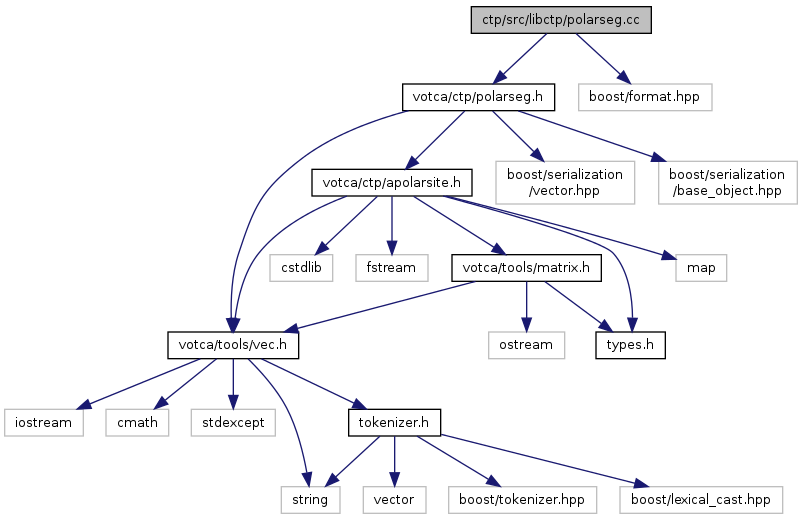 ctp/src/libctp/polarseg.cc
votca/ctp/polarseg.h
boost/format.hpp
votca/ctp/apolarsite.h
boost/serialization
/vector.hpp
boost/serialization
/base_object.hpp
cstdlib
fstream
votca/tools/matrix.h
map
votca/tools/vec.h
ostream
types.h
iostream
cmath
stdexcept
tokenizer.h
string
vector
boost/tokenizer.hpp
boost/lexical_cast.hpp